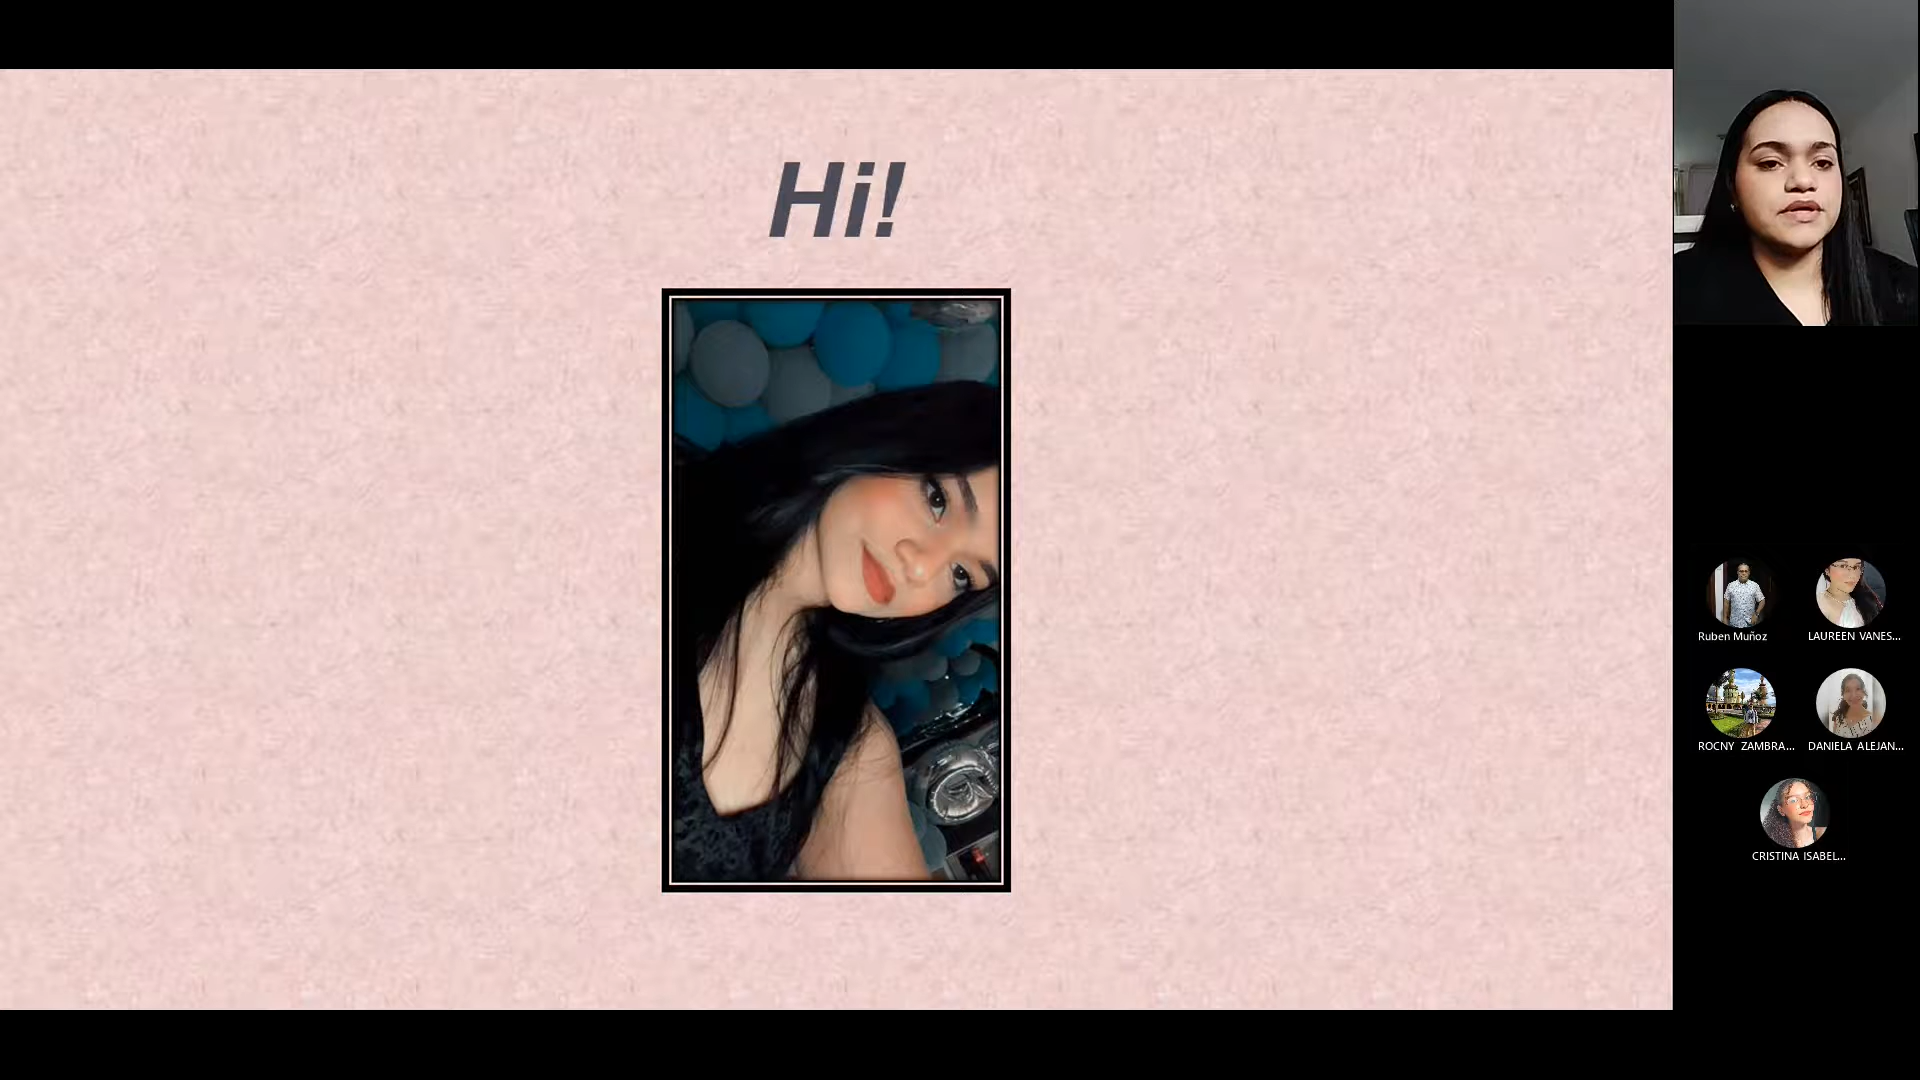 Hi!
Ruben Muñoz
LAUREEN VANES...
ROCNY ZAMBRA...
DANIELA ALEJAN...
CRISTINA ISABEL...